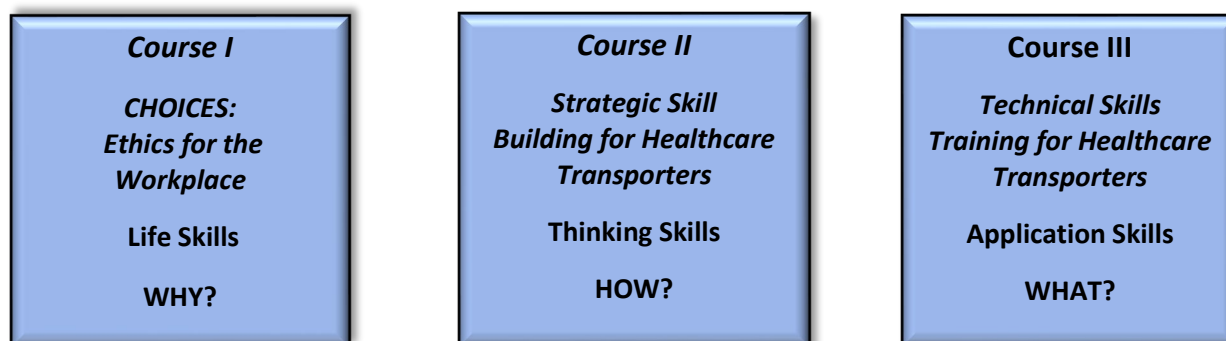 Course I
CHOICES:
Ethics for the
Workplace
Life Skills
WHY?
Course II
Strategic Skill
Building for Healthcare
Transporters
Thinking Skills
HOW?
Course III
Technical Skills
Training for Healthcare
Transporters
Application Skills
WHAT?